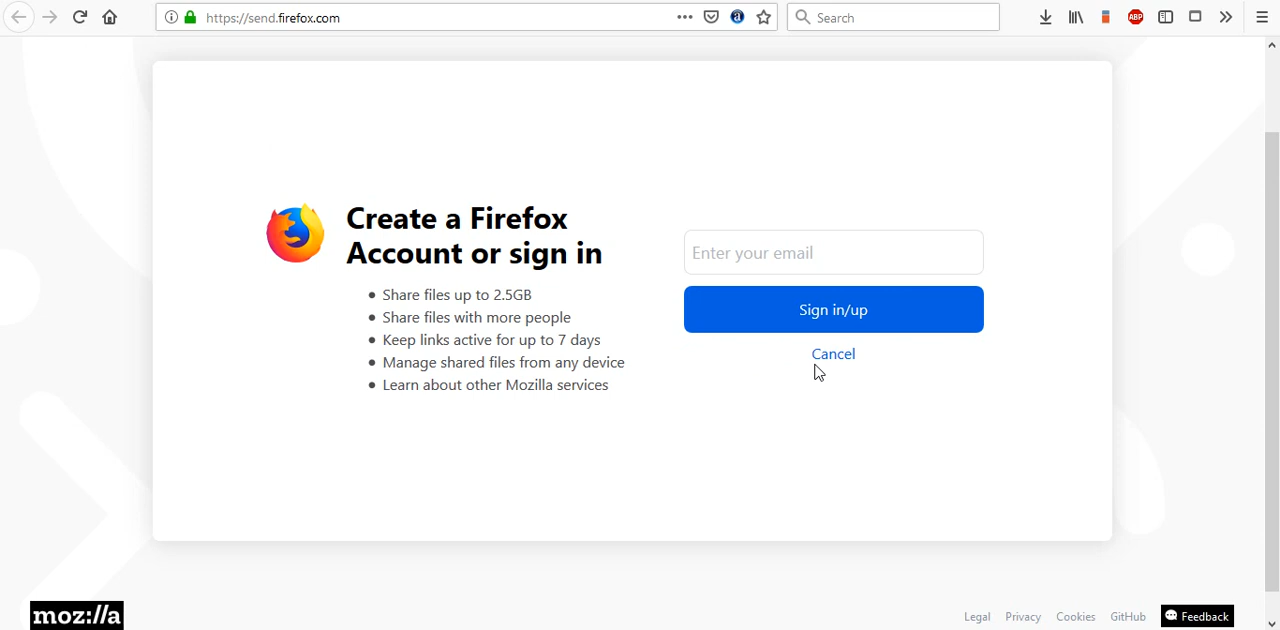 https://send.firefox.com
Search
ABP
Create a Firefox
Account or sign in
Share files up to 2.5GB
Share files with more people
Keep links active for up to 7 days
Manage shared files from any device
Learn about other Mozilla services
Enter your email
Sign in/up
Cancel
moz://a
Legal Privacy Cookies GitHub Feedback